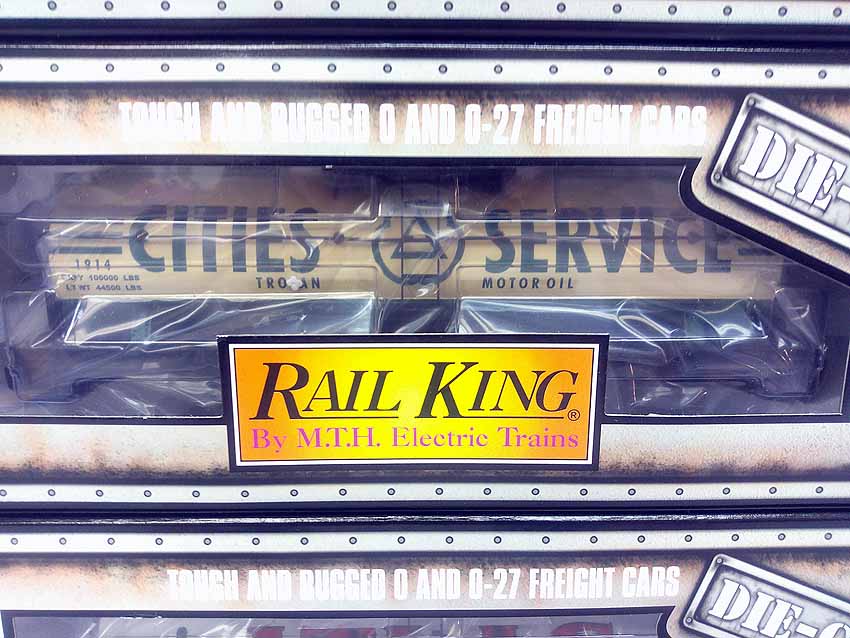 TOUGH AND RUGGED O AND O-27 FREIGHT CARS
DIE-
CITIES SERVICE
1914
CAPY 100000 LBS
LT WT 44500 LBS
TROJAN MOTOR OIL
RAIL KING®
By M.T.H. Electric Trains
TOUGH AND RUGGED O AND O-27 FREIGHT CARS
DIE-